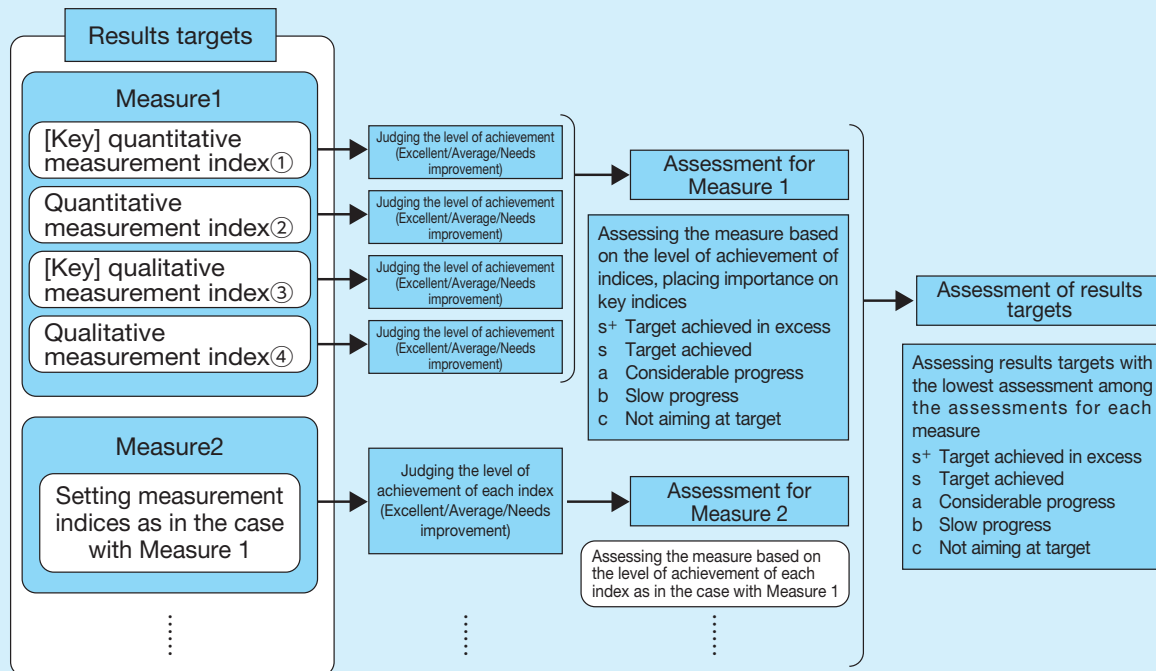 Results targets
Measure1
[Key] quantitative
measurement index①
Quantitative
measurement index②
[Key] qualitative
measurement index③
Qualitative
measurement index④
Judging the level of achievement
(Excellent/Average/Needs
improvement)
Judging the level of achievement
(Excellent/Average/Needs
improvement)
Judging the level of achievement
(Excellent/Average/Needs
improvement)
Judging the level of achievement
(Excellent/Average/Needs
improvement)
Assessment for
Measure 1
Assessing the measure based
on the level of achievement of
indices, placing importance on
key indices
s+ Target achieved in excess
s Target achieved
a Considerable progress
b Slow progress
c Not aiming at target
Measure2
Setting measurement
indices as in the case
with Measure 1
Judging the level of
achievement of each index
(Excellent/Average/Needs
improvement)
Assessment for
Measure 2
Assessing the measure based on
the level of achievement of each
index as in the case with Measure 1
Assessment of results
targets
Assessing results targets with
the lowest assessment among
the assessments for each
measure
s+ Target achieved in excess
s Target achieved
a Considerable progress
b Slow progress
c Not aiming at target